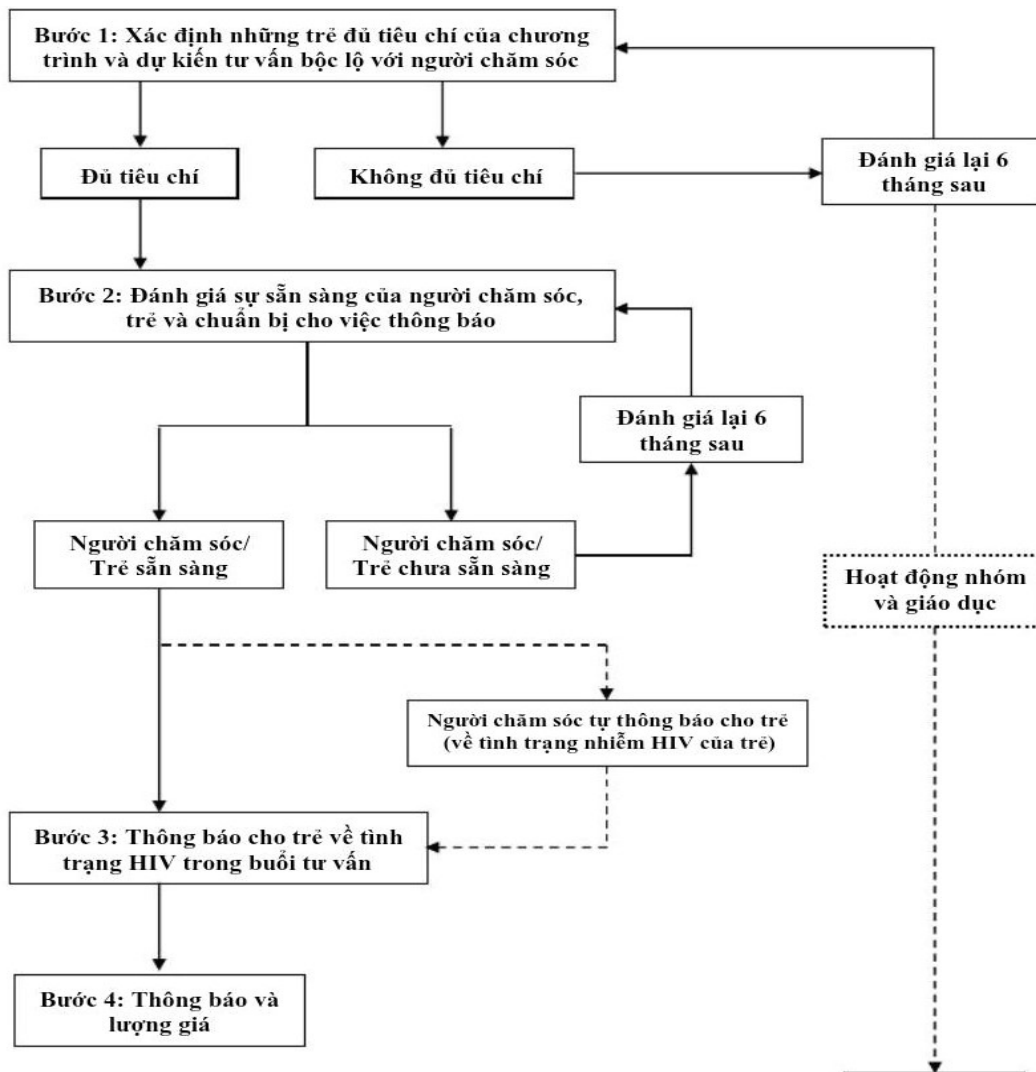 Bước 1: Xác định những trẻ đủ tiêu chí của chương
trình và dự kiến tư vấn bộc lộ với người chăm sóc
Đủ tiêu chí
Không đủ tiêu chí
Đánh giá lại 6
tháng sau
Bước 2: Đánh giá sự sẵn sàng của người chăm sóc,
trẻ và chuẩn bị cho việc thông báo
Đánh giá lại 6
tháng sau
Người chăm sóc/
Trẻ sẵn sàng
Người chăm sóc/
Trẻ chưa sẵn sàng
Hoạt động nhóm
và giáo dục
Người chăm sóc tự thông báo cho trẻ
(về tình trạng nhiễm HIV của trẻ)
Bước 3: Thông báo cho trẻ về tình
trạng HIV trong buổi tư vấn
Bước 4: Thông báo và
lượng giá